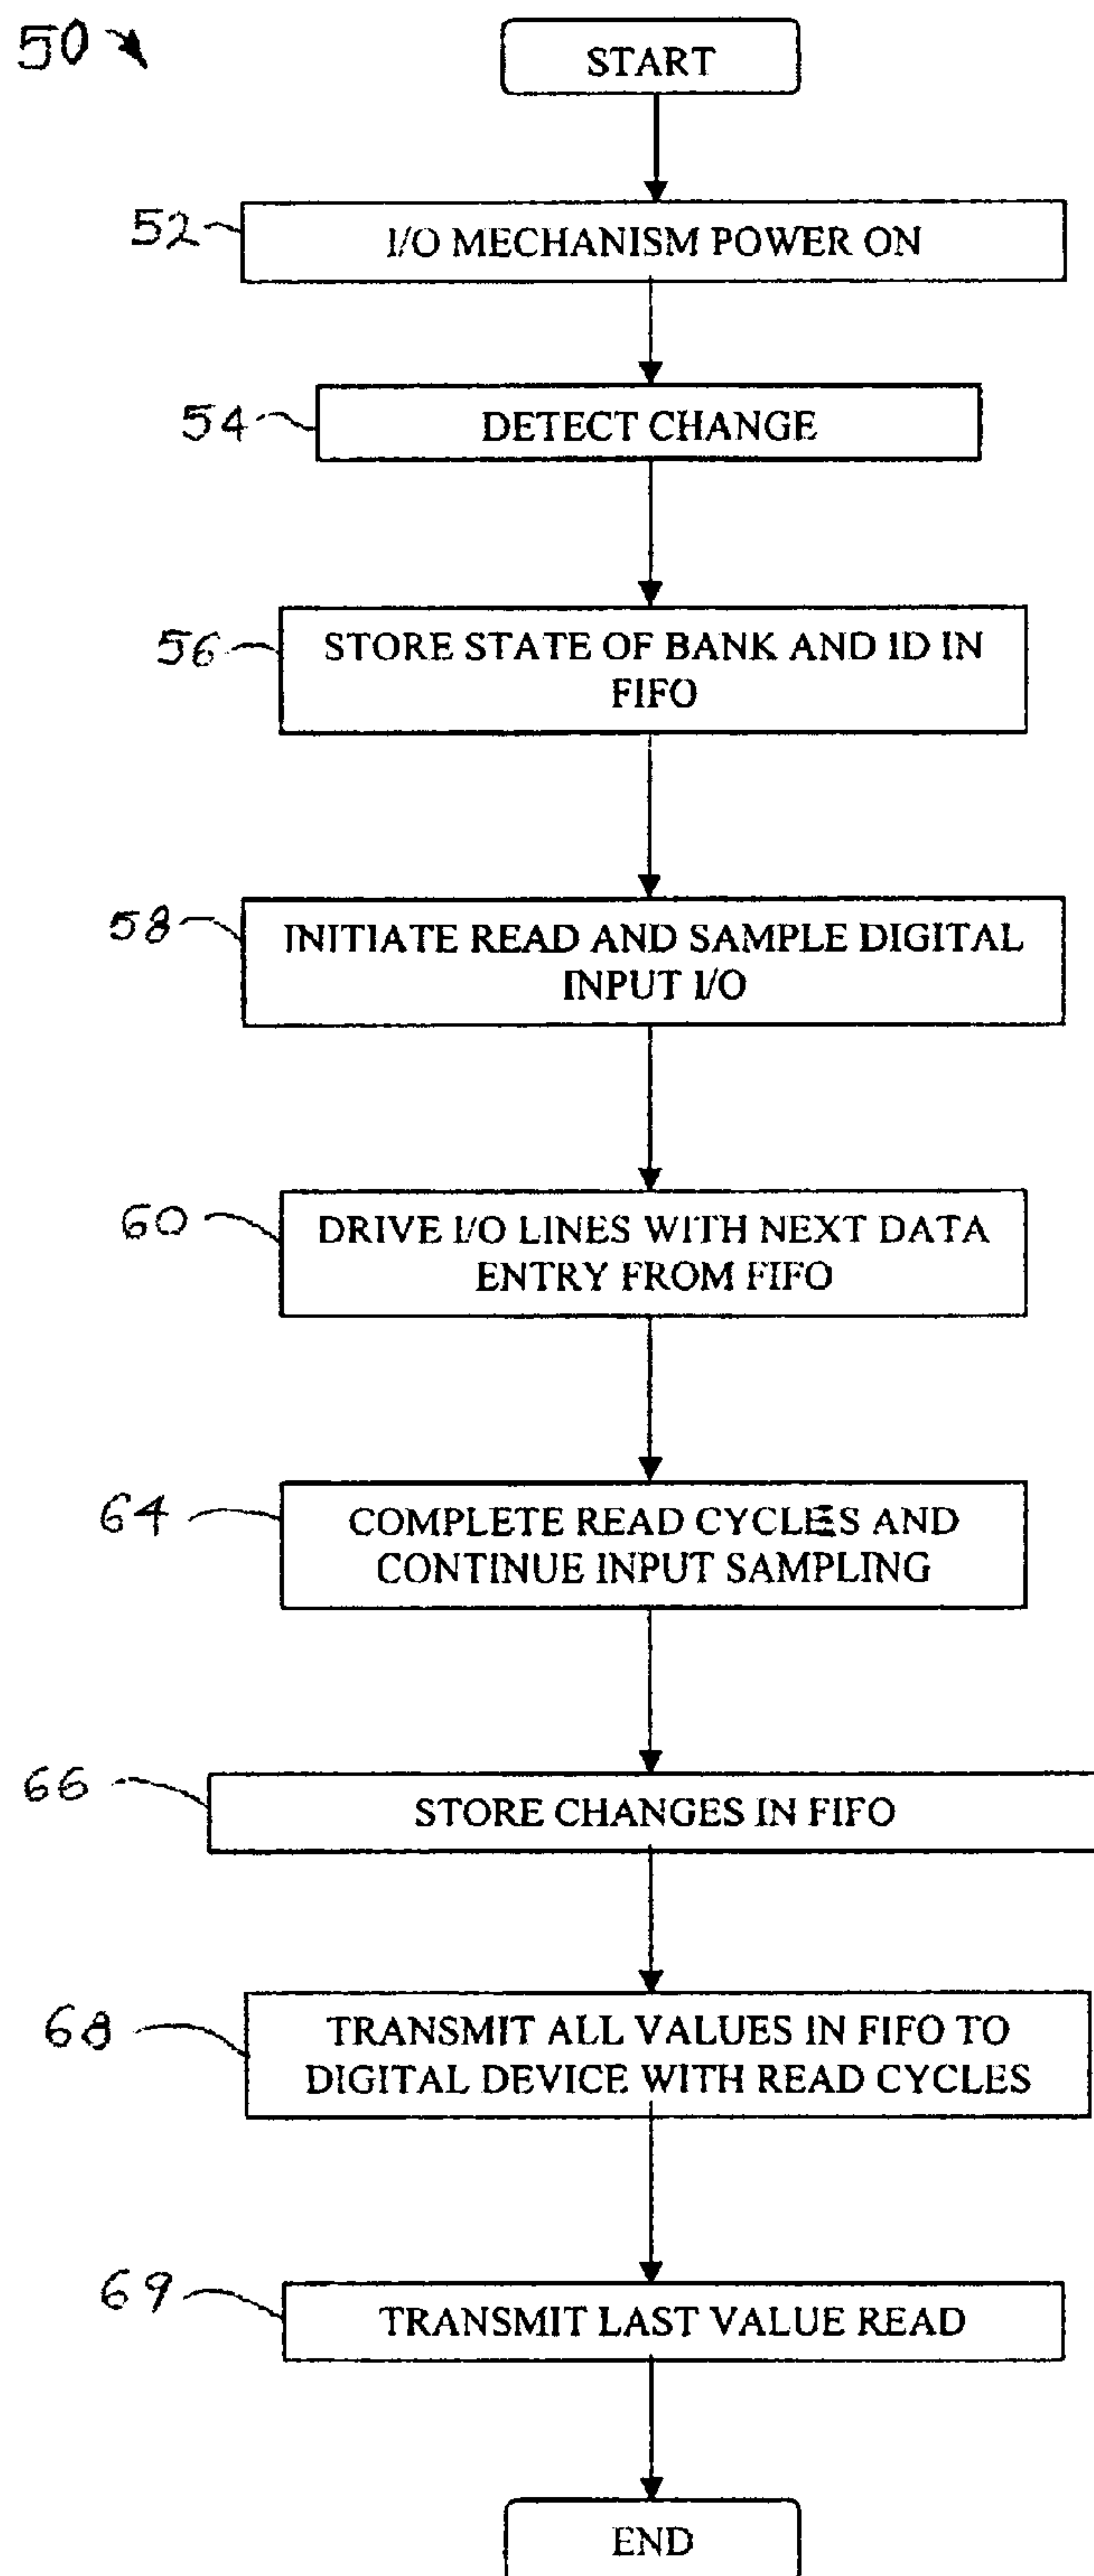 50
START
52
I/O MECHANISM POWER ON
54
DETECT CHANGE
56
STORE STATE OF BANK AND ID IN
FIFO
58
INITIATE READ AND SAMPLE DIGITAL
INPUT I/O
60
DRIVE I/O LINES WITH NEXT DATA
ENTRY FROM FIFO
64
COMPLETE READ CYCLES AND
CONTINUE INPUT SAMPLING
66
STORE CHANGES IN FIFO
68
TRANSMIT ALL VALUES IN FIFO TO
DIGITAL DEVICE WITH READ CYCLES
69
TRANSMIT LAST VALUE READ
END